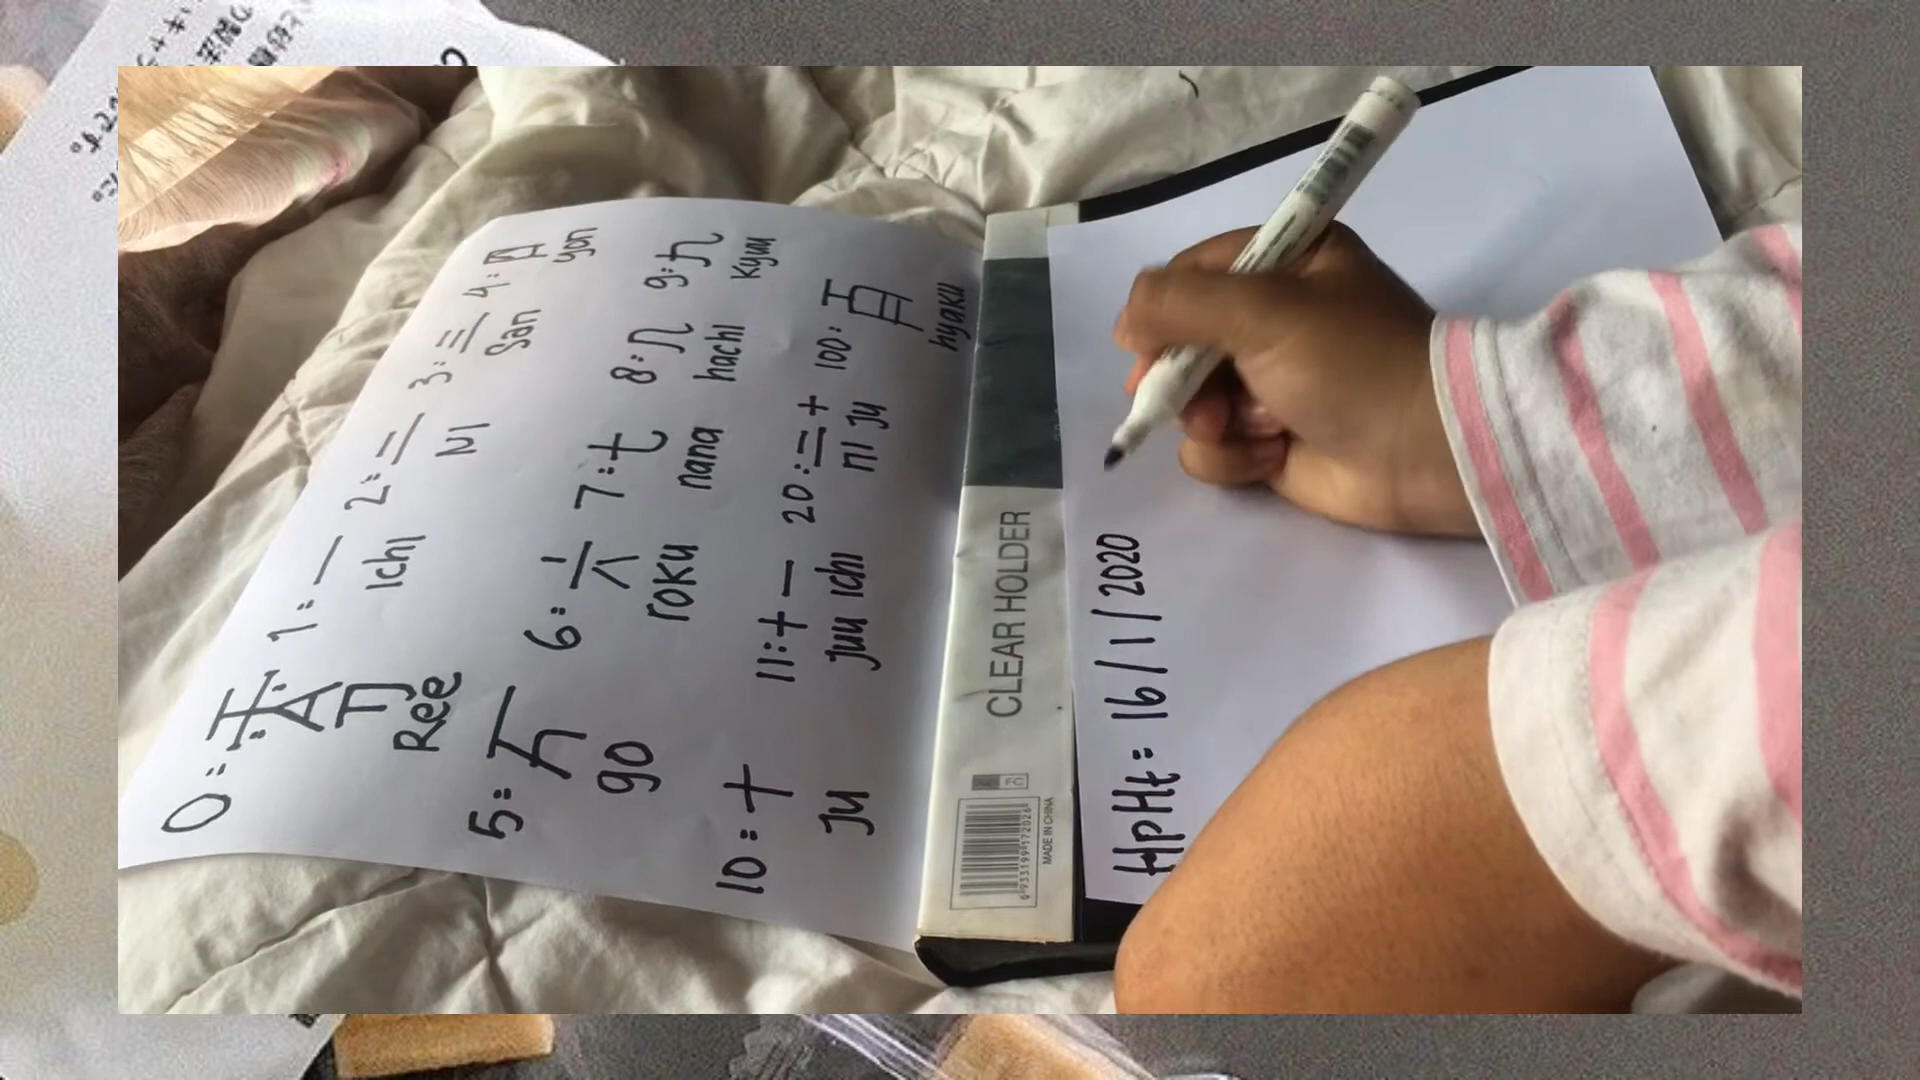 0: 零 1: 一 2: 二 3: 三 4: 四
Ree Ichi Ni San yon
5: 五 6: 六 7: 七 8: 八 9: 九
go roku nana hachi kyuu
10: 十 11: 十一 20: 二十 100: 百
Ju Juu ichi ni ju hyaku
CLEAR HOLDER
FC
MADE IN CHINA
HpHt: 16/1/2020